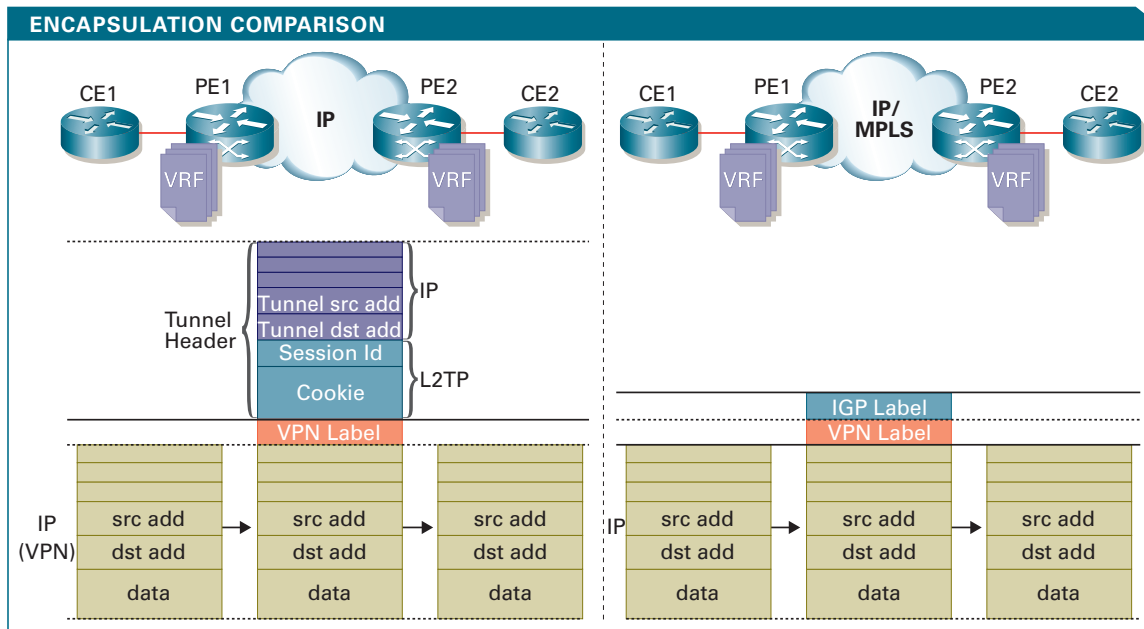 ENCAPSULATION COMPARISON
CE1
PE1
IP
PE2
CE2
VRF
VRF
Tunnel
Header
Tunnel src add
Tunnel dst add
IP
Session Id
Cookie
L2TP
VPN Label
IP
(VPN)
src add
dst add
data
src add
dst add
data
src add
dst add
data
CE1
PE1
IP/
MPLS
PE2
CE2
VRF
VRF
IGP Label
VPN Label
IP
src add
dst add
data
src add
dst add
data
src add
dst add
data